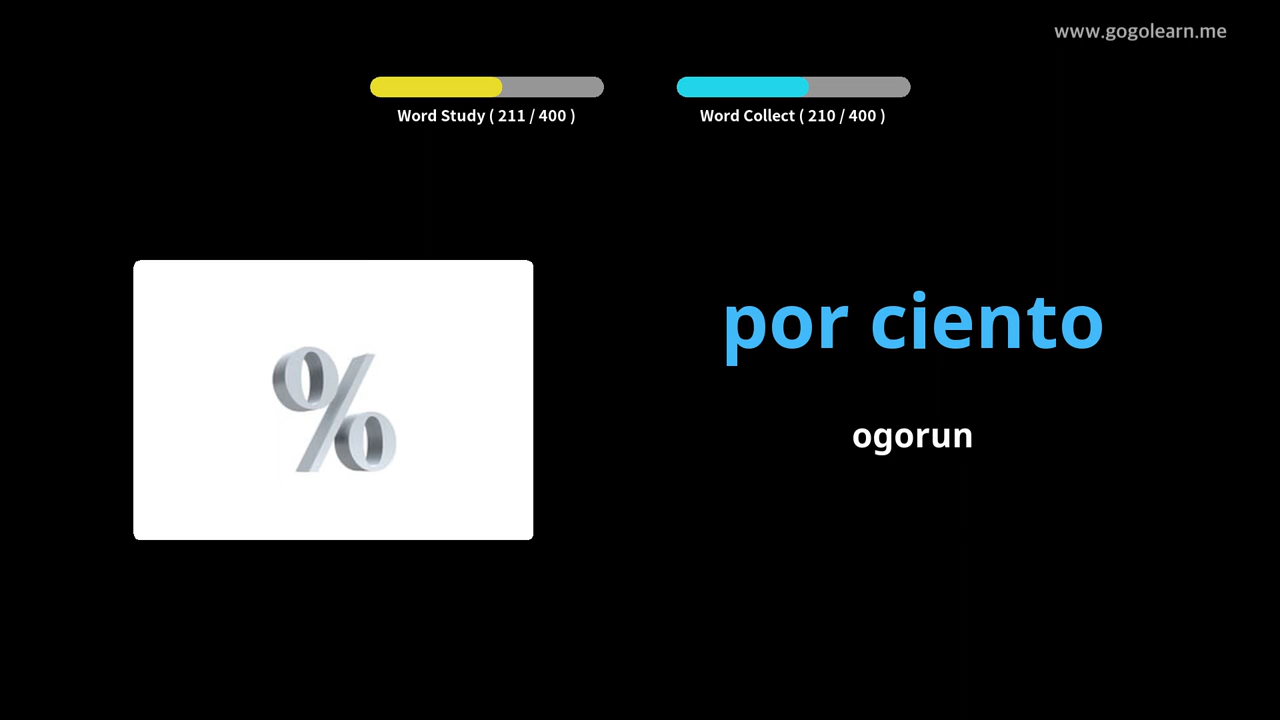 www.gogolearn.me
Word Study ( 211 / 400 )
Word Collect ( 210 / 400 )
%
por ciento
ogorun